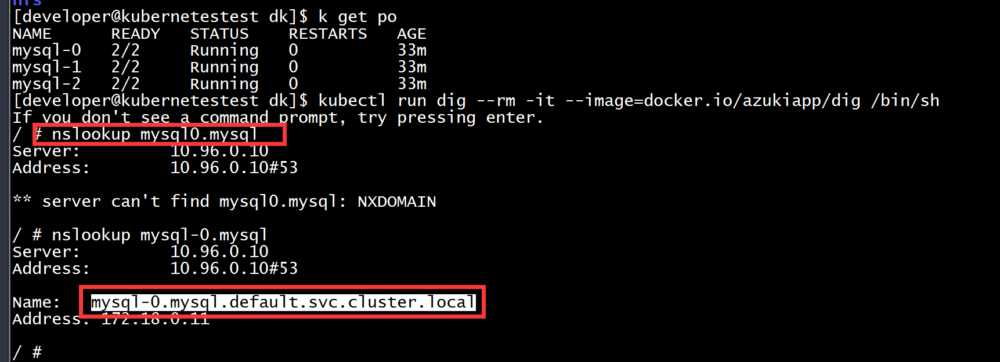 nfs
[developer@kubernetestest dk]$ k get po
NAME READY STATUS RESTARTS AGE
mysql-0 2/2 Running 0 33m
mysql-1 2/2 Running 0 33m
mysql-2 2/2 Running 0 33m
[developer@kubernetestest dk]$ kubectl run dig --rm -it --image=docker.io/azukiapp/dig /bin/sh
If you don't see a command prompt, try pressing enter.
/ # nslookup mysql0.mysql
Server: 10.96.0.10
Address: 10.96.0.10#53
** server can't find mysql0.mysql: NXDOMAIN
/ # nslookup mysql-0.mysql
Server: 10.96.0.10
Address: 10.96.0.10#53
Name: mysql-0.mysql.default.svc.cluster.local
Address: 172.18.0.11
/ #